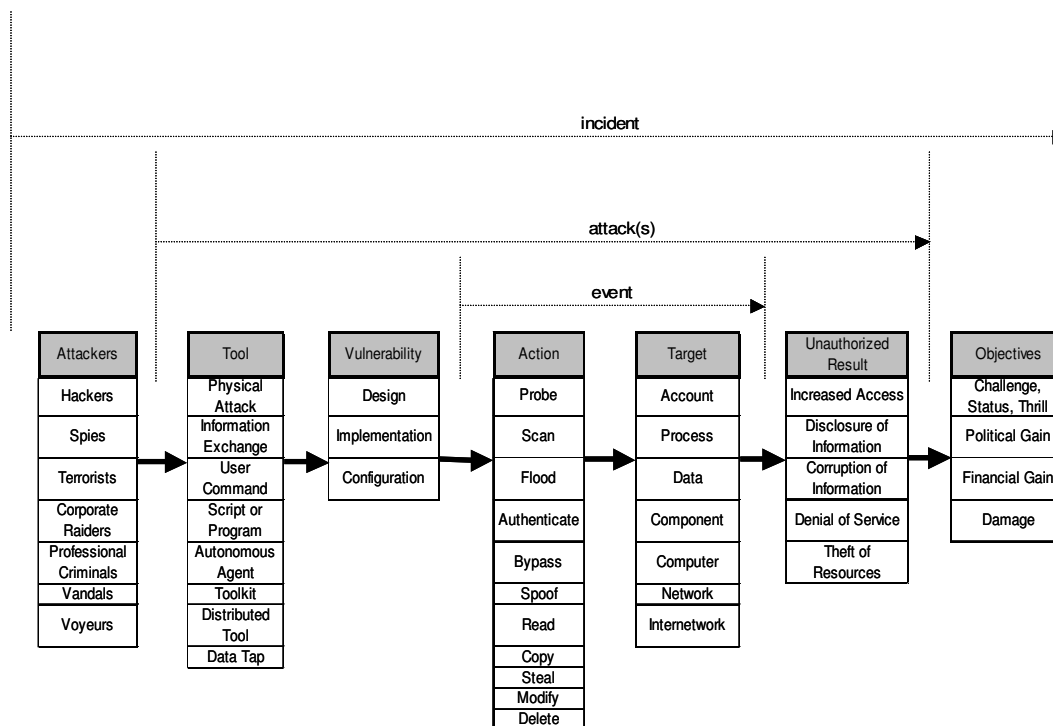 incident
attack(s)
event
Attackers
Hackers
Spies
Terrorists
Corporate
Raiders
Professional
Criminals
Vandals
Voyeurs
Tool
Physical
Attack
Information
Exchange
User
Command
Script or
Program
Autonomous
Agent
Toolkit
Distributed
Tool
Data Tap
Vulnerability
Design
Implementation
Configuration
Action
Probe
Scan
Flood
Authenticate
Bypass
Spoof
Read
Copy
Steal
Modify
Delete
Target
Account
Process
Data
Component
Computer
Network
Internetwork
Unauthorized
Result
Increased Access
Disclosure of
Information
Corruption of
Information
Denial of Service
Theft of
Resources
Objectives
Challenge,
Status, Thrill
Political Gain
Financial Gain
Damage